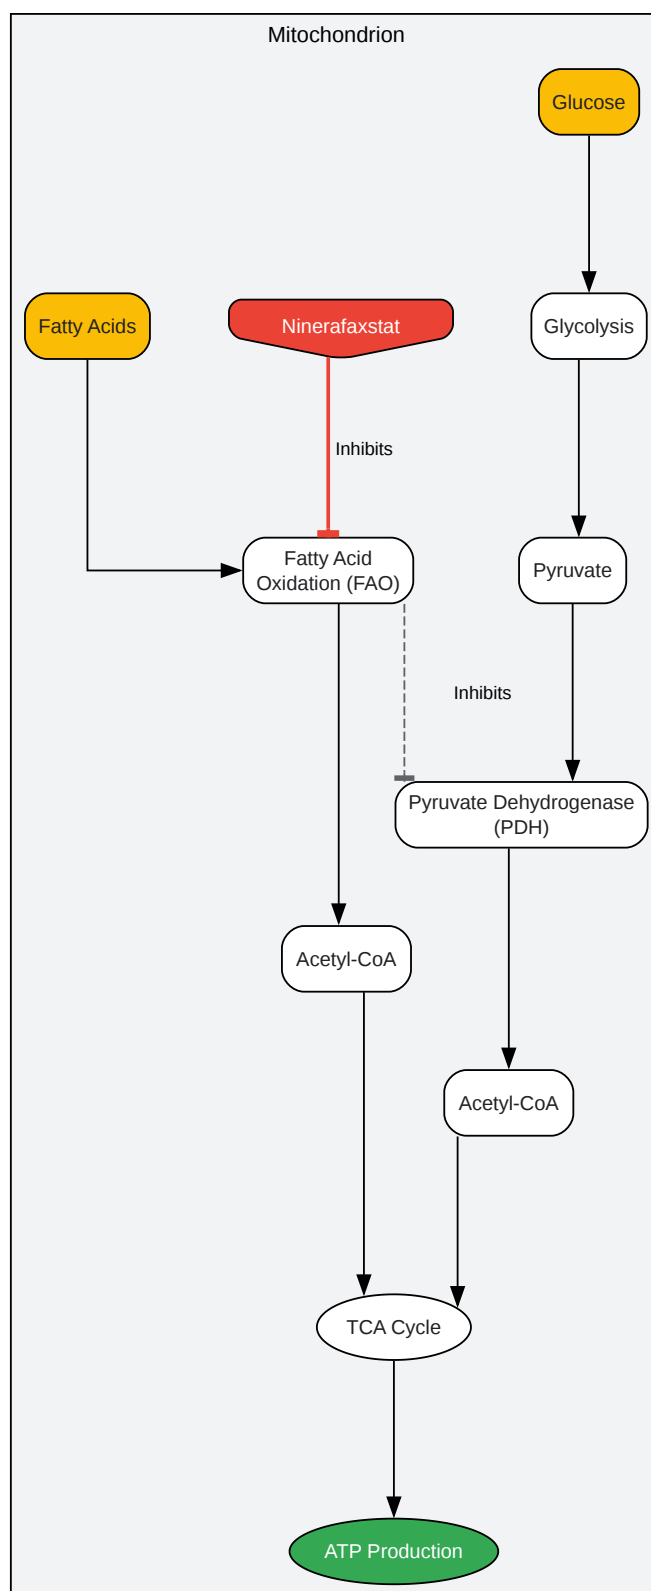 Mitochondrion
Glucose
Fatty Acids
Ninerafaxstat
Glycolysis
Inhibits
Fatty Acid
Oxidation (FAO)
Pyruvate
Inhibits
Pyruvate Dehydrogenase
(PDH)
Acetyl-CoA
Acetyl-CoA
TCA Cycle
ATP Production